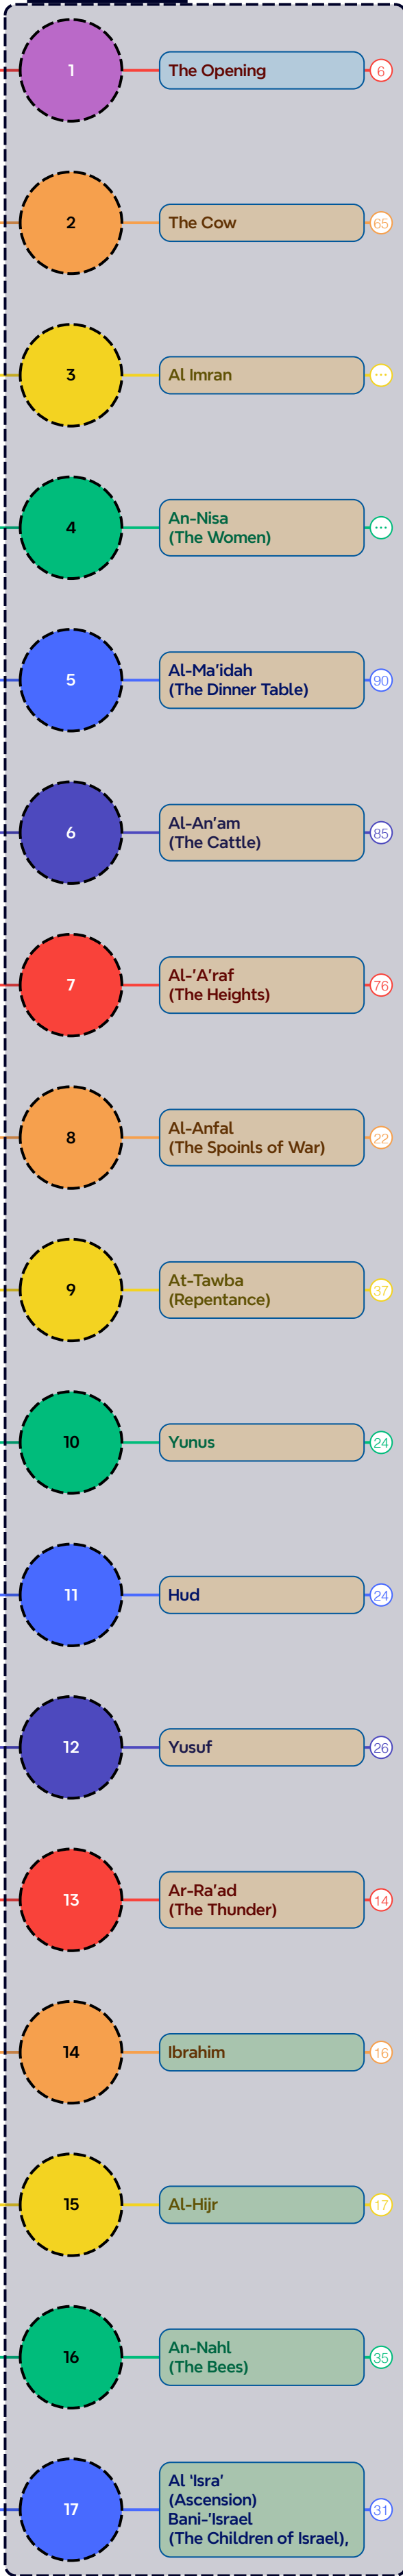 1
The Opening
6
2
The Cow
65
3
Al Imran
...
4
An-Nisa
(The Women)
...
5
Al-Ma'idah
(The Dinner Table)
90
6
Al-An'am
(The Cattle)
85
7
Al-'A'raf
(The Heights)
76
8
Al-Anfal
(The Spoinls of War)
22
9
At-Tawba
(Repentance)
37
10
Yunus
24
11
Hud
24
12
Yusuf
26
13
Ar-Ra'ad
(The Thunder)
14
14
Ibrahim
16
15
Al-Hijr
17
16
An-Nahl
(The Bees)
35
17
Al 'Isra'
(Ascension)
Bani-'Israel
(The Children of Israel),
31